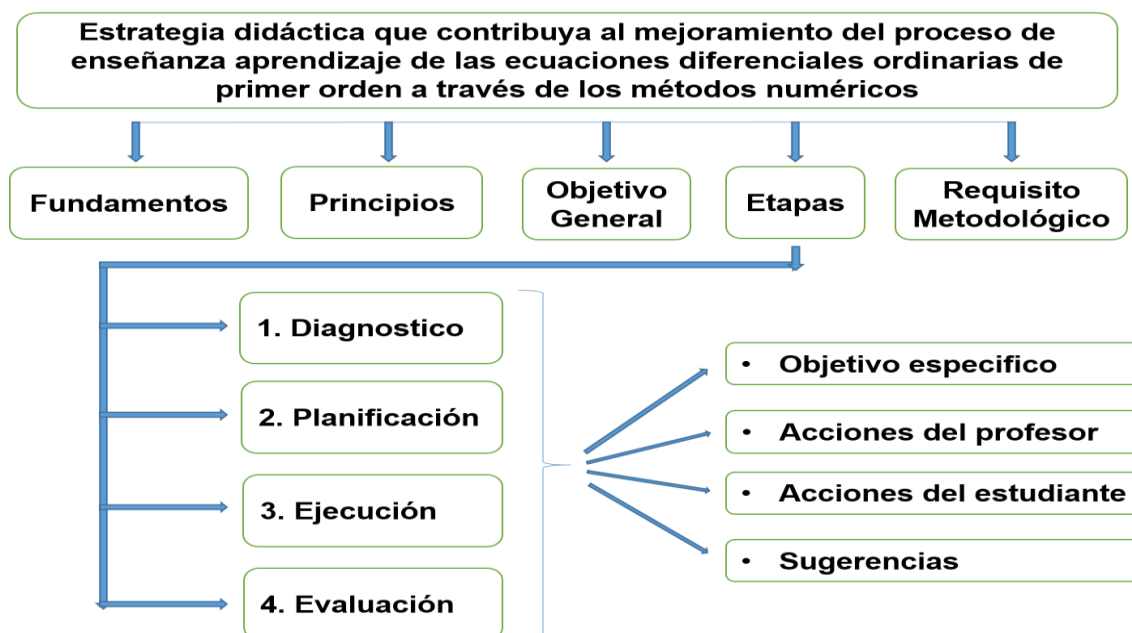 Estrategia didáctica que contribuya al mejoramiento del proceso de
enseñanza aprendizaje de las ecuaciones diferenciales ordinarias de
primer orden a través de los métodos numéricos
Fundamentos
Principios
Objetivo
General
Etapas
Requisito
Metodológico
1. Diagnostico
2. Planificación
3. Ejecución
4. Evaluación
• Objetivo especifico
• Acciones del profesor
• Acciones del estudiante
• Sugerencias